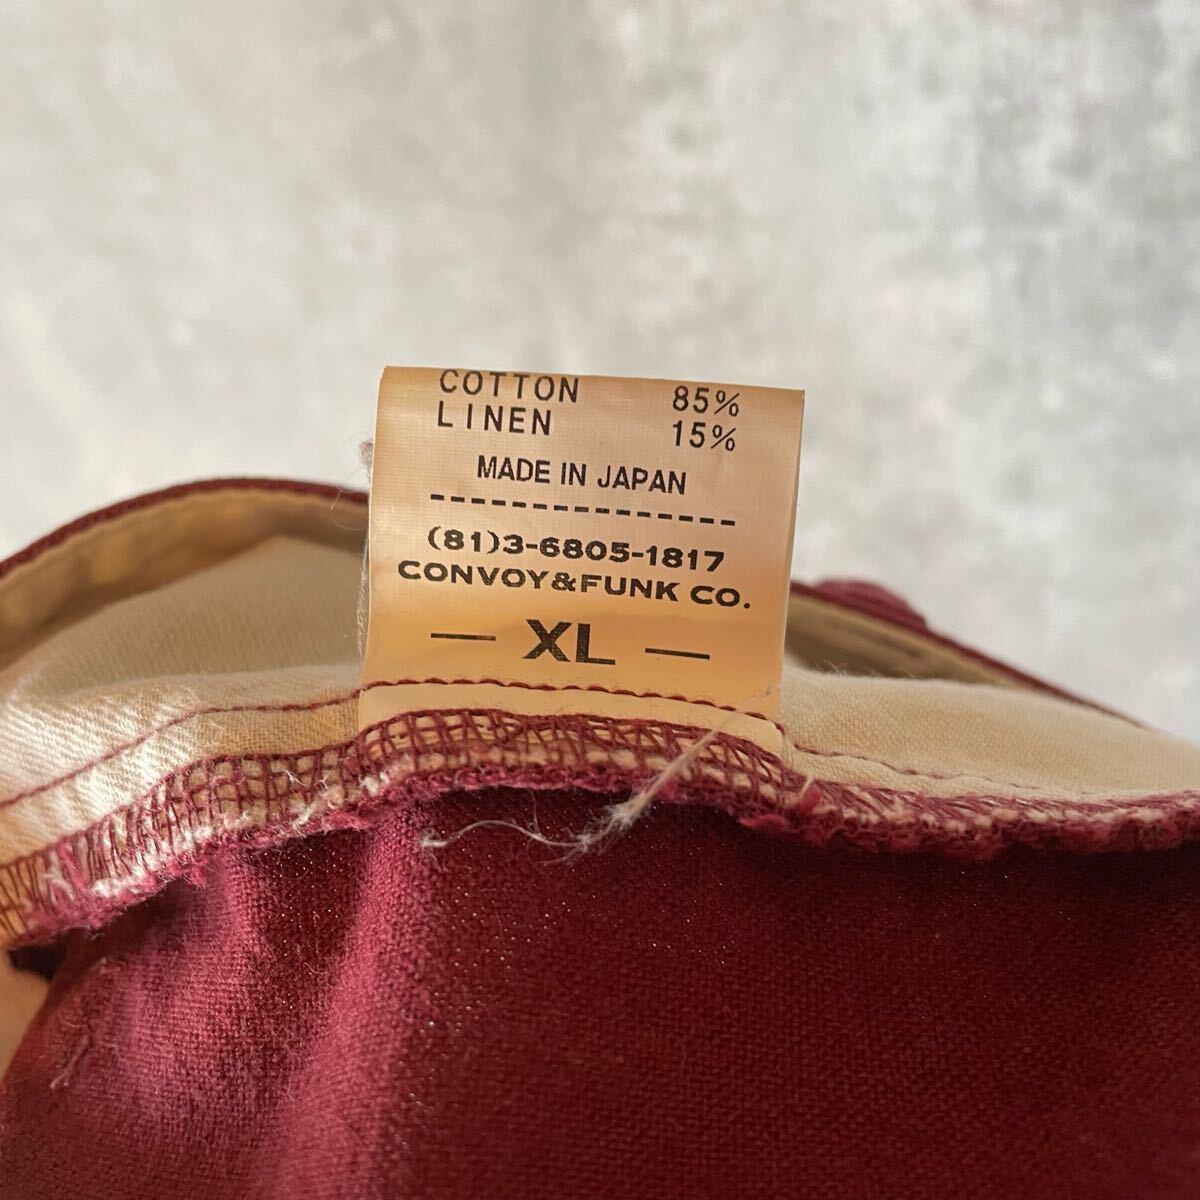 COTTON 85%
LINEN 15%
MADE IN JAPAN
---------------
(81)3-6805-1817
CONVOY&FUNK CO.
— XL —